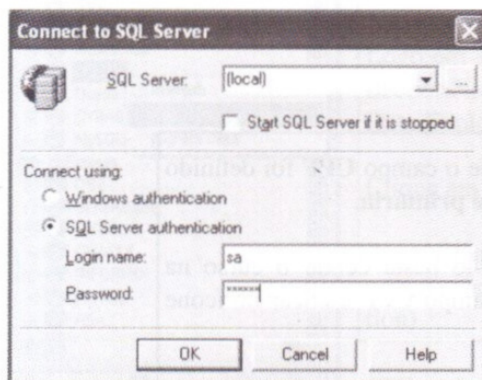 Connect to SQL Server
SQL Server: (local)
...
Start SQL Server if it is stopped
Connect using:
Windows authentication
SQL Server authentication
Login name: sa
Password: *****
OK Cancel Help